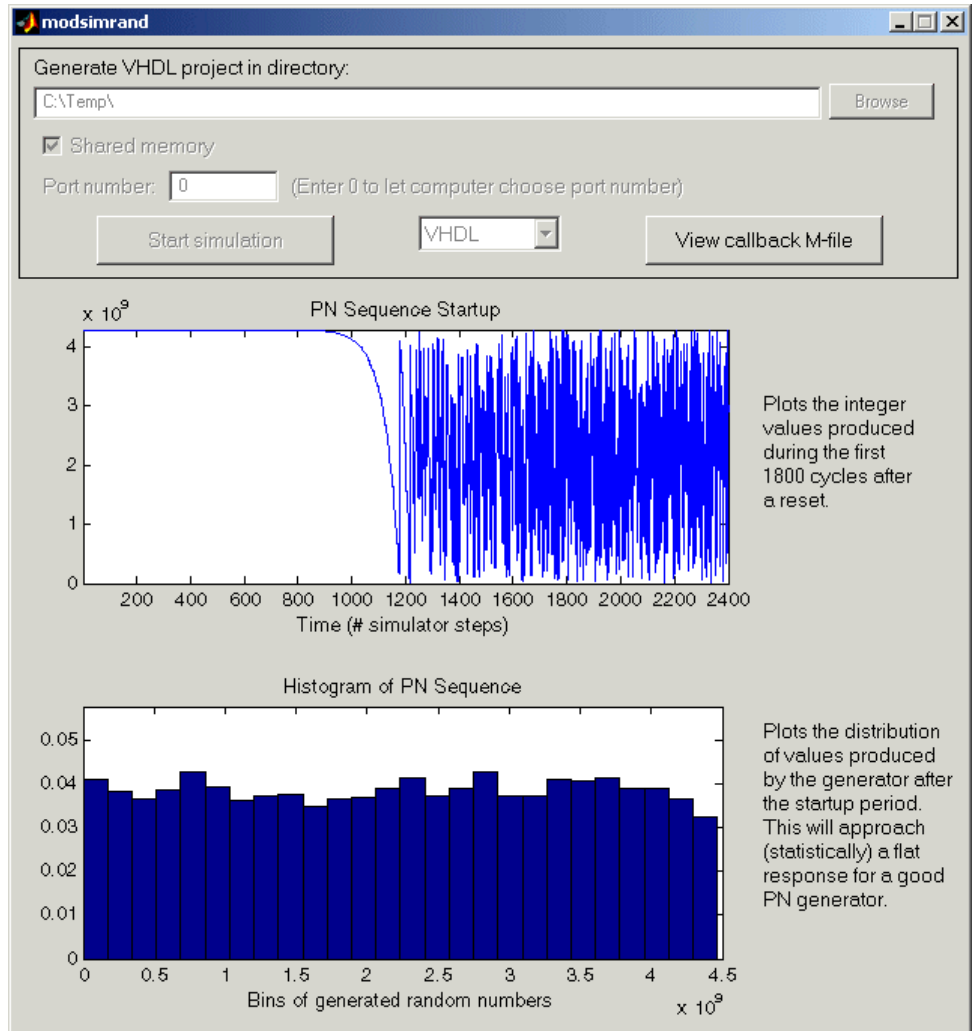 modsimrand
Generate VHDL project in directory:
C:\Temp\
Browse
Shared memory
Port number: 0 (Enter 0 to let computer choose port number)
Start simulation
VHDL
View callback M-file
x 10^9
PN Sequence Startup
4
3
2
1
0
200 400 600 800 1000 1200 1400 1600 1800 2000 2200 2400
Time (# simulator steps)
Plots the integer
values produced
during the first
1800 cycles after
a reset.
Histogram of PN Sequence
0.05
0.04
0.03
0.02
0.01
0
0 0.5 1 1.5 2 2.5 3 3.5 4 4.5
Bins of generated random numbers
x 10^9
Plots the distribution
of values produced
by the generator after
the startup period.
This will approach
(statistically) a flat
response for a good
PN generator.